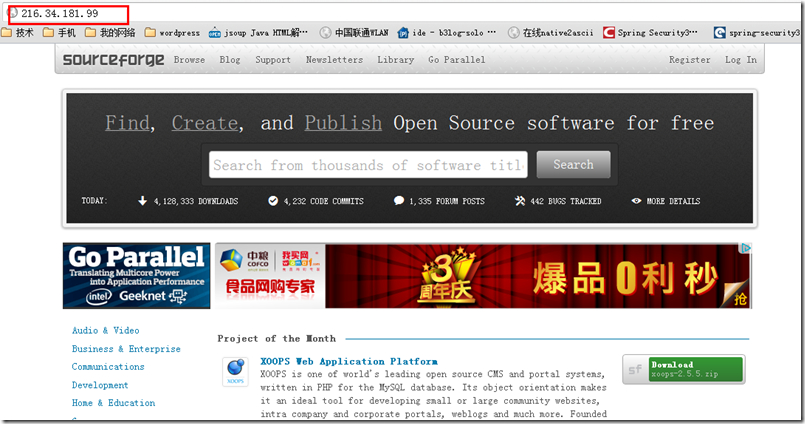 216.34.181.99
技术 手机 我的网络 wordpress jsoup Java HTML解… 中国联通WLAN ide - b3log-solo … 在线native2ascii Spring Security3… spring-security3
sourceforge Browse Blog Support Newsletters Library Go Parallel Register Log In
Find, Create, and Publish Open Source software for free
Search from thousands of software titl Search
TODAY: 4,128,333 DOWNLOADS 4,232 CODE COMMITS 1,335 FORUM POSTS 442 BUGS TRACKED MORE DETAILS
Go Parallel
Translating Multicore Power
into Application Performance
intel Geeknet
中粮 COFCO 我买网
食品网购专家
3周年庆
爆品0利秒
抢
Audio & Video
Business & Enterprise
Communications
Development
Home & Education
Project of the Month
XOOPS
XOOPS Web Application Platform
XOOPS is one of world's leading open source CMS and portal systems,
written in PHP for the MySQL database. Its object orientation makes
it an ideal tool for developing small or large community websites,
intra company and corporate portals, weblogs and much more. Founded
sf Download
xoops-2.5.5.zip